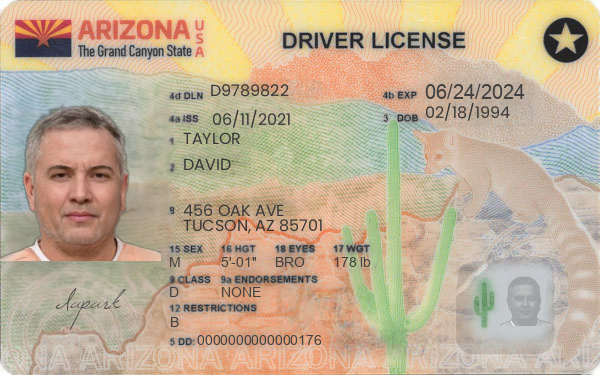 ARIZONA USA
The Grand Canyon State
DRIVER LICENSE
4d DLN D9789822
4b EXP 06/24/2024
4a ISS 06/11/2021
3 DOB 02/18/1994
1 TAYLOR
2 DAVID
8 456 OAK AVE
TUCSON, AZ 85701
15 SEX 16 HGT 18 EYES 17 WGT
M 5'-01" BRO 178 lb
9 CLASS 9a ENDORSEMENTS
D NONE
12 RESTRICTIONS
B
5 DD: 0000000000000176
ARIZONA ARIZONA ARIZONA ARIZONA